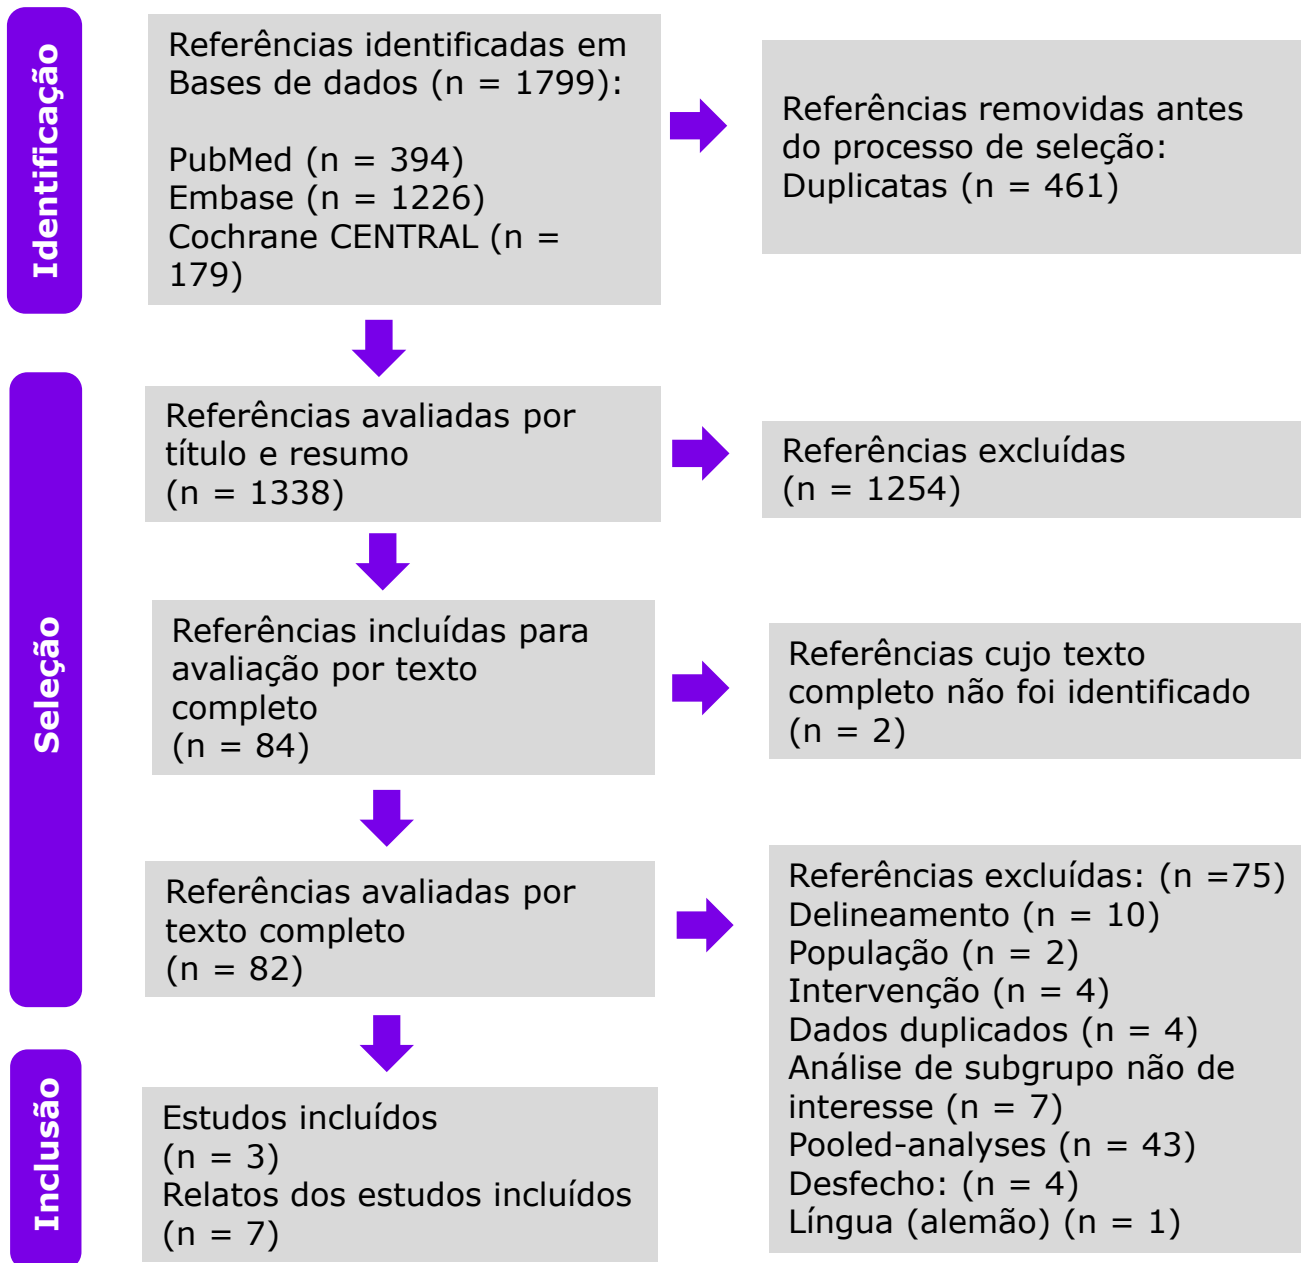 Identificação
Referências identificadas em
Bases de dados (n = 1799):
PubMed (n = 394)
Embase (n = 1226)
Cochrane CENTRAL (n =
179)
Referências removidas antes
do processo de seleção:
Duplicatas (n = 461)
Seleção
Referências avaliadas por
título e resumo
(n = 1338)
Referências excluídas
(n = 1254)
Referências incluídas para
avaliação por texto
completo
(n = 84)
Referências cujo texto
completo não foi identificado
(n = 2)
Referências avaliadas por
texto completo
(n = 82)
Referências excluídas: (n =75)
Delineamento (n = 10)
População (n = 2)
Intervenção (n = 4)
Dados duplicados (n = 4)
Análise de subgrupo não de
interesse (n = 7)
Pooled-analyses (n = 43)
Desfecho: (n = 4)
Língua (alemão) (n = 1)
Inclusão
Estudos incluídos
(n = 3)
Relatos dos estudos incluídos
(n = 7)